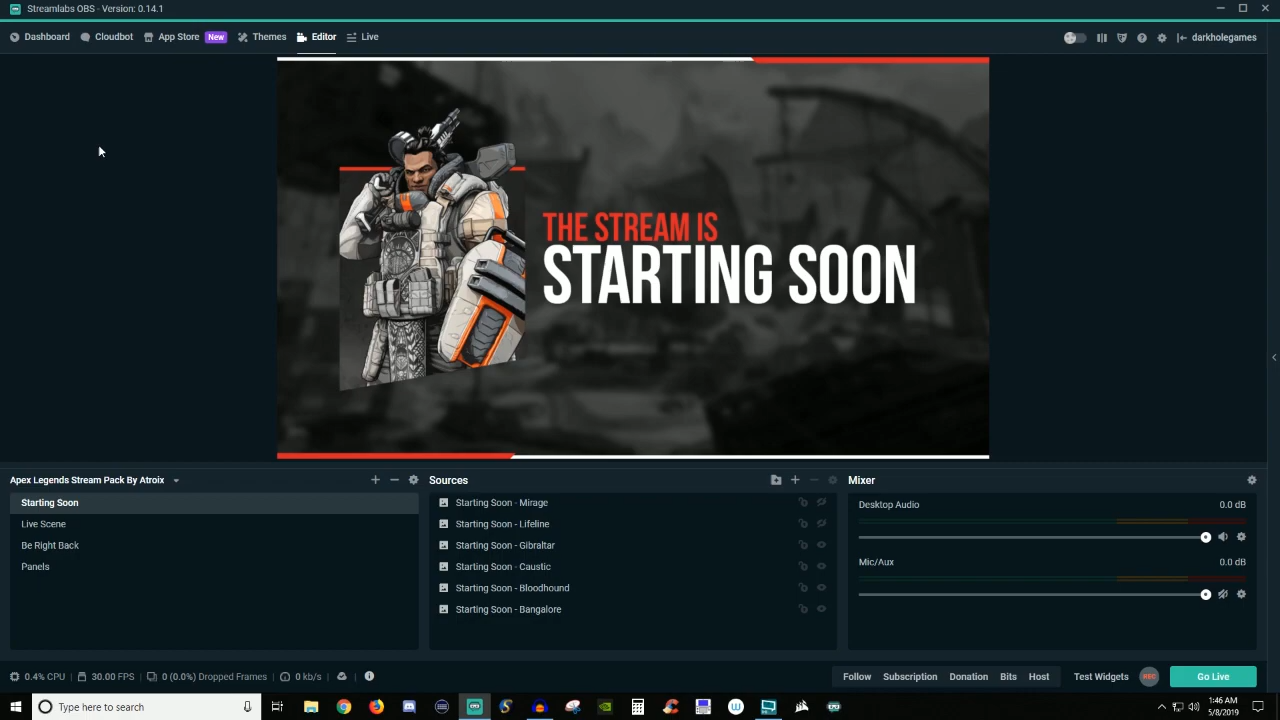 Streamlabs OBS - Version: 0.14.1
Dashboard Cloudbot App Store New Themes Editor Live darkholegames
THE STREAM IS
STARTING SOON
Apex Legends Stream Pack By Atroix
Starting Soon
Live Scene
Be Right Back
Panels
Sources
Starting Soon - Mirage
Starting Soon - Lifeline
Starting Soon - Gibraltar
Starting Soon - Caustic
Starting Soon - Bloodhound
Starting Soon - Bangalore
Mixer
Desktop Audio 0.0 dB
Mic/Aux 0.0 dB
0.4% CPU 30.00 FPS 0 (0.0%) Dropped Frames 0 kb/s Follow Subscription Donation Bits Host Test Widgets REC Go Live
Type here to search
1:46 AM
5/8/2019